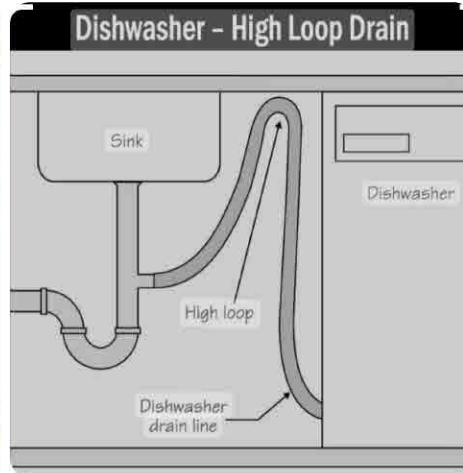 Dishwasher – High Loop Drain
Sink
Dishwasher
High loop
Dishwasher
drain line